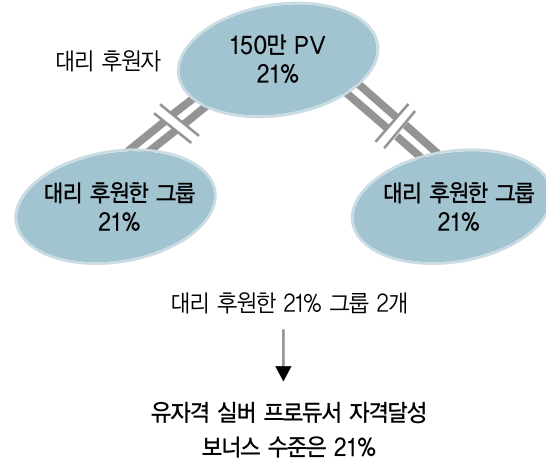 대리 후원자
150만 PV
21%
대리 후원한 그룹
21%
대리 후원한 그룹
21%
대리 후원한 21% 그룹 2개
유자격 실버 프로듀서 자격달성
보너스 수준은 21%